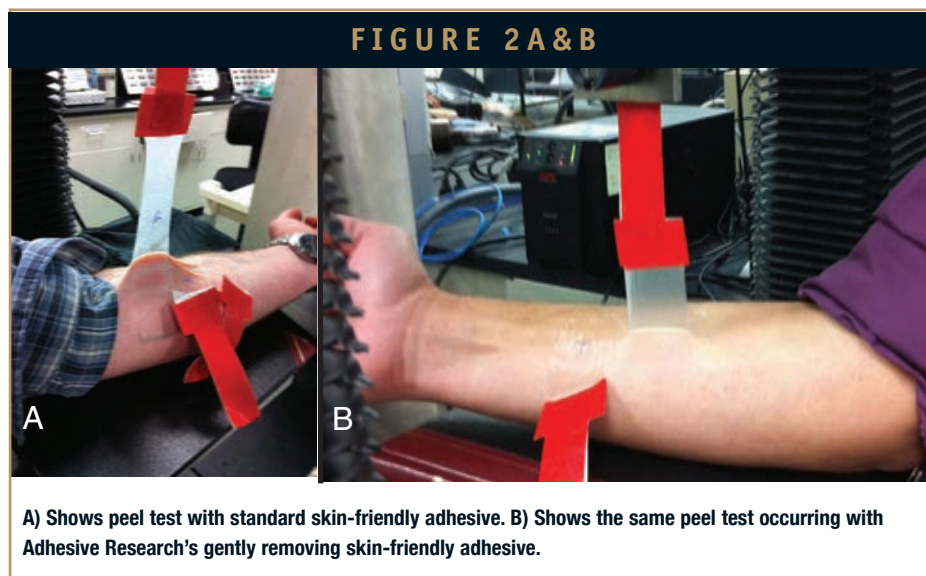 FIGURE 2A&B
A
B
A) Shows peel test with standard skin-friendly adhesive. B) Shows the same peel test occurring with
Adhesive Research’s gently removing skin-friendly adhesive.